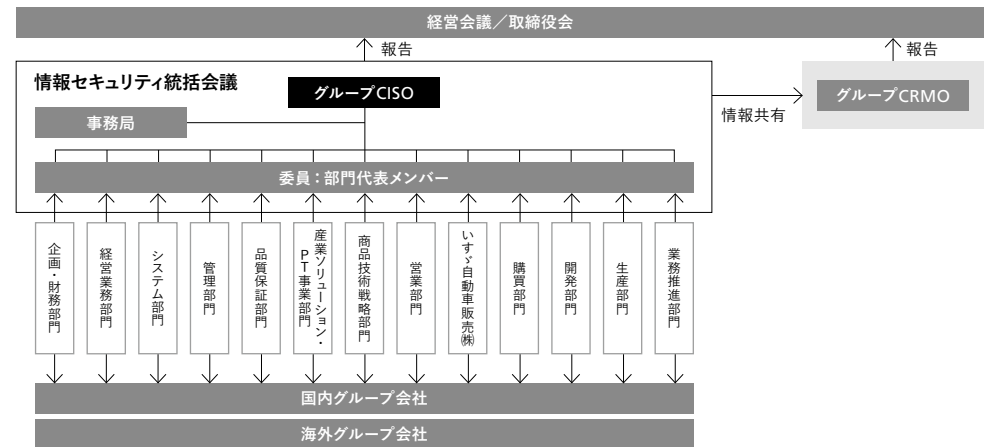 経営会議／取締役会
報告
報告
情報セキュリティ統括会議
グループCISO
グループCRMO
情報共有
事務局
委員：部門代表メンバー
企画・財務部門
経営業務部門
システム部門
管理部門
品質保証部門
産業ソリューション・
PT事業部門
商品技術戦略部門
営業部門
いすゞ自動車販売㈱
購買部門
開発部門
生産部門
業務推進部門
国内グループ会社
海外グループ会社